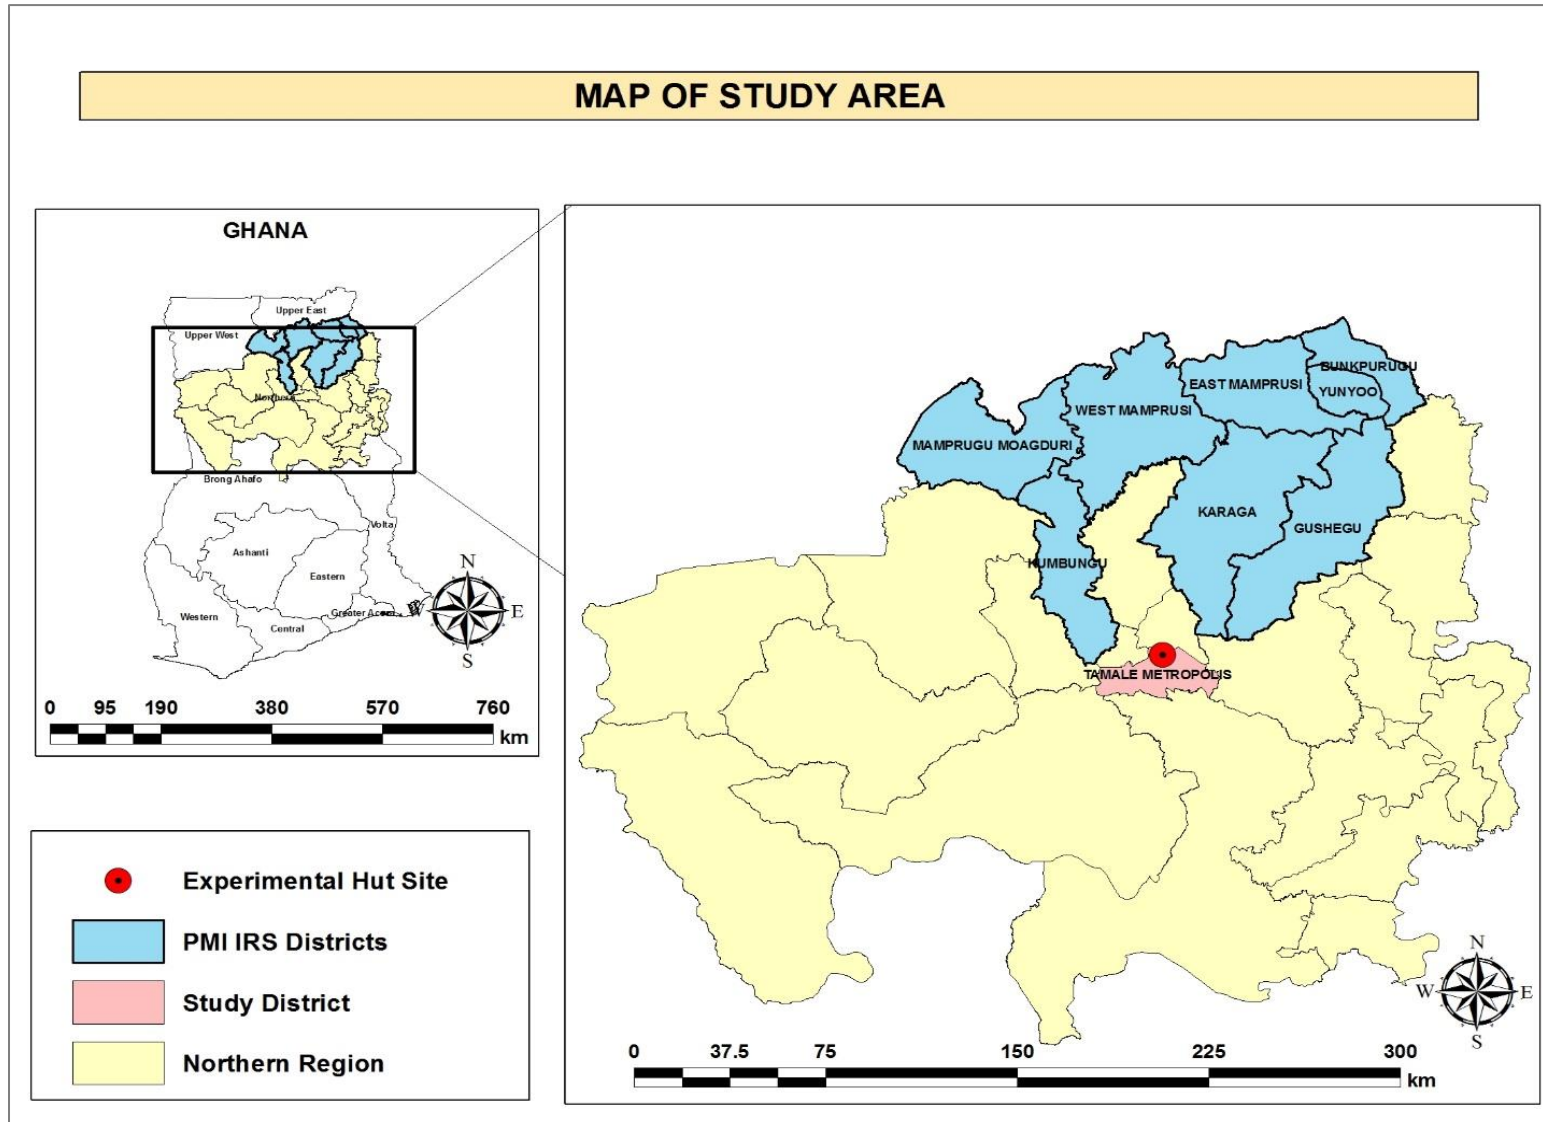 MAP OF STUDY AREA
GHANA
Upper East
Upper West
Northern
Brong Ahafo
Volta
Ashanti
Eastern
Western
Greater Accra
Central
N
W
E
S
0 95 190 380 570 760
km
Experimental Hut Site
PMI IRS Districts
Study District
Northern Region
BUNKPURUGU
YUNYOO
EAST MAMPRUSI
WEST MAMPRUSI
MAMPRUGU MOAGDURI
KARAGA
GUSHEGU
KUMBUNGU
TAMALE METROPOLIS
N
W
E
S
0 37.5 75 150 225 300
km